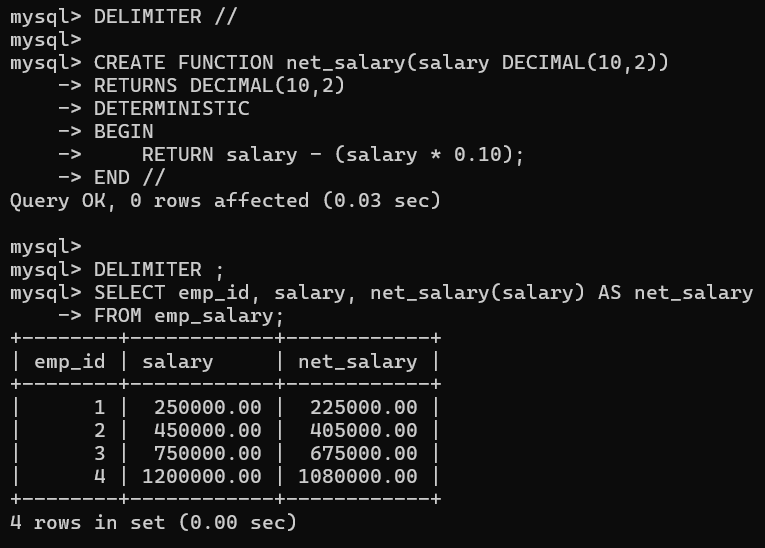 mysql> DELIMITER //
mysql>
mysql> CREATE FUNCTION net_salary(salary DECIMAL(10,2))
    -> RETURNS DECIMAL(10,2)
    -> DETERMINISTIC
    -> BEGIN
    ->     RETURN salary - (salary * 0.10);
    -> END //
Query OK, 0 rows affected (0.03 sec)

mysql>
mysql> DELIMITER ;
mysql> SELECT emp_id, salary, net_salary(salary) AS net_salary
    -> FROM emp_salary;
+--------+------------+------------+
| emp_id | salary     | net_salary |
+--------+------------+------------+
|      1 |  250000.00 |  225000.00 |
|      2 |  450000.00 |  405000.00 |
|      3 |  750000.00 |  675000.00 |
|      4 | 1200000.00 | 1080000.00 |
+--------+------------+------------+
4 rows in set (0.00 sec)